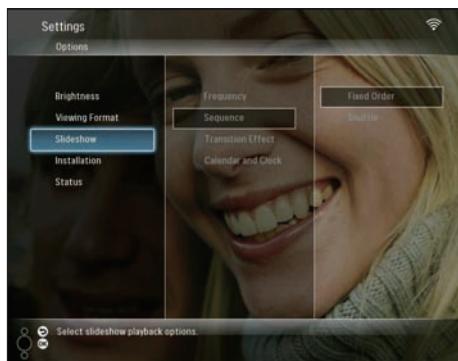 Settings
Options
Brightness
Viewing Format
Slideshow
Installation
Status
Frequency
Sequence
Transition Effect
Calendar and Clock
Fixed Order
Shuffle
OK
Select slideshow playback options.